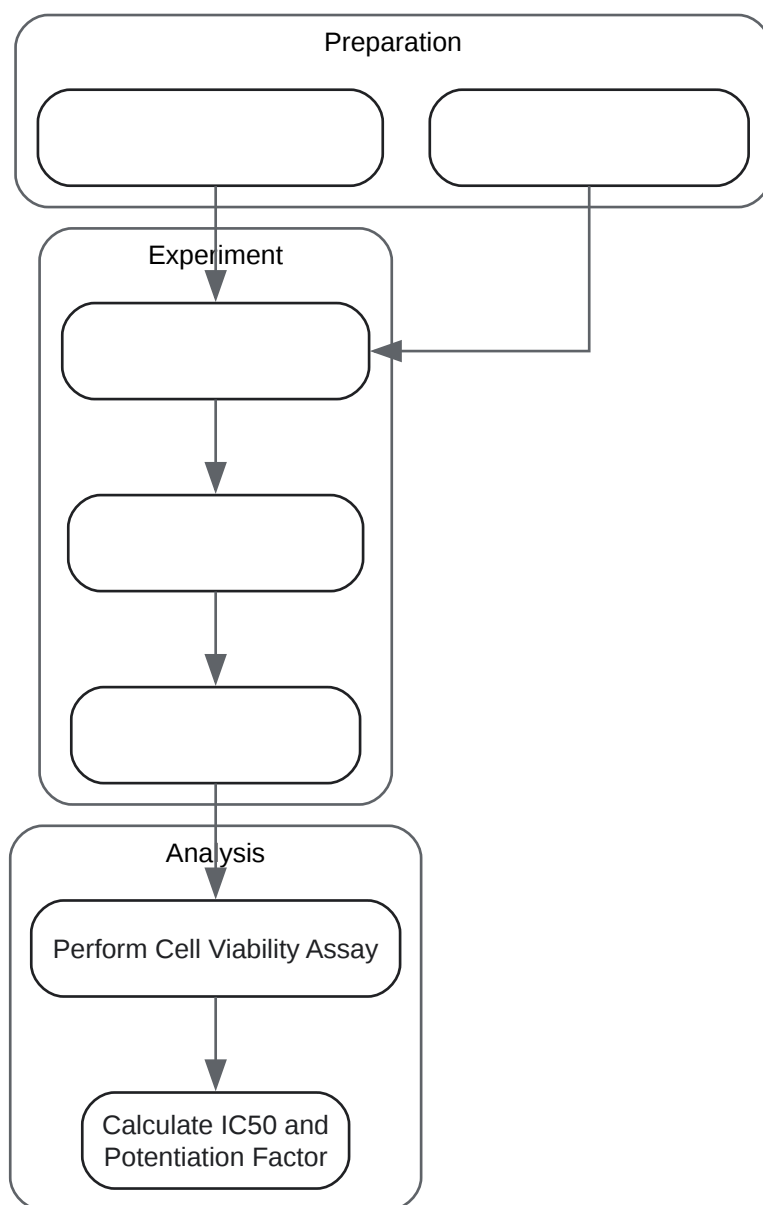 Preparation
Experiment
Analysis
Perform Cell Viability Assay
Calculate IC50 and
Potentiation Factor